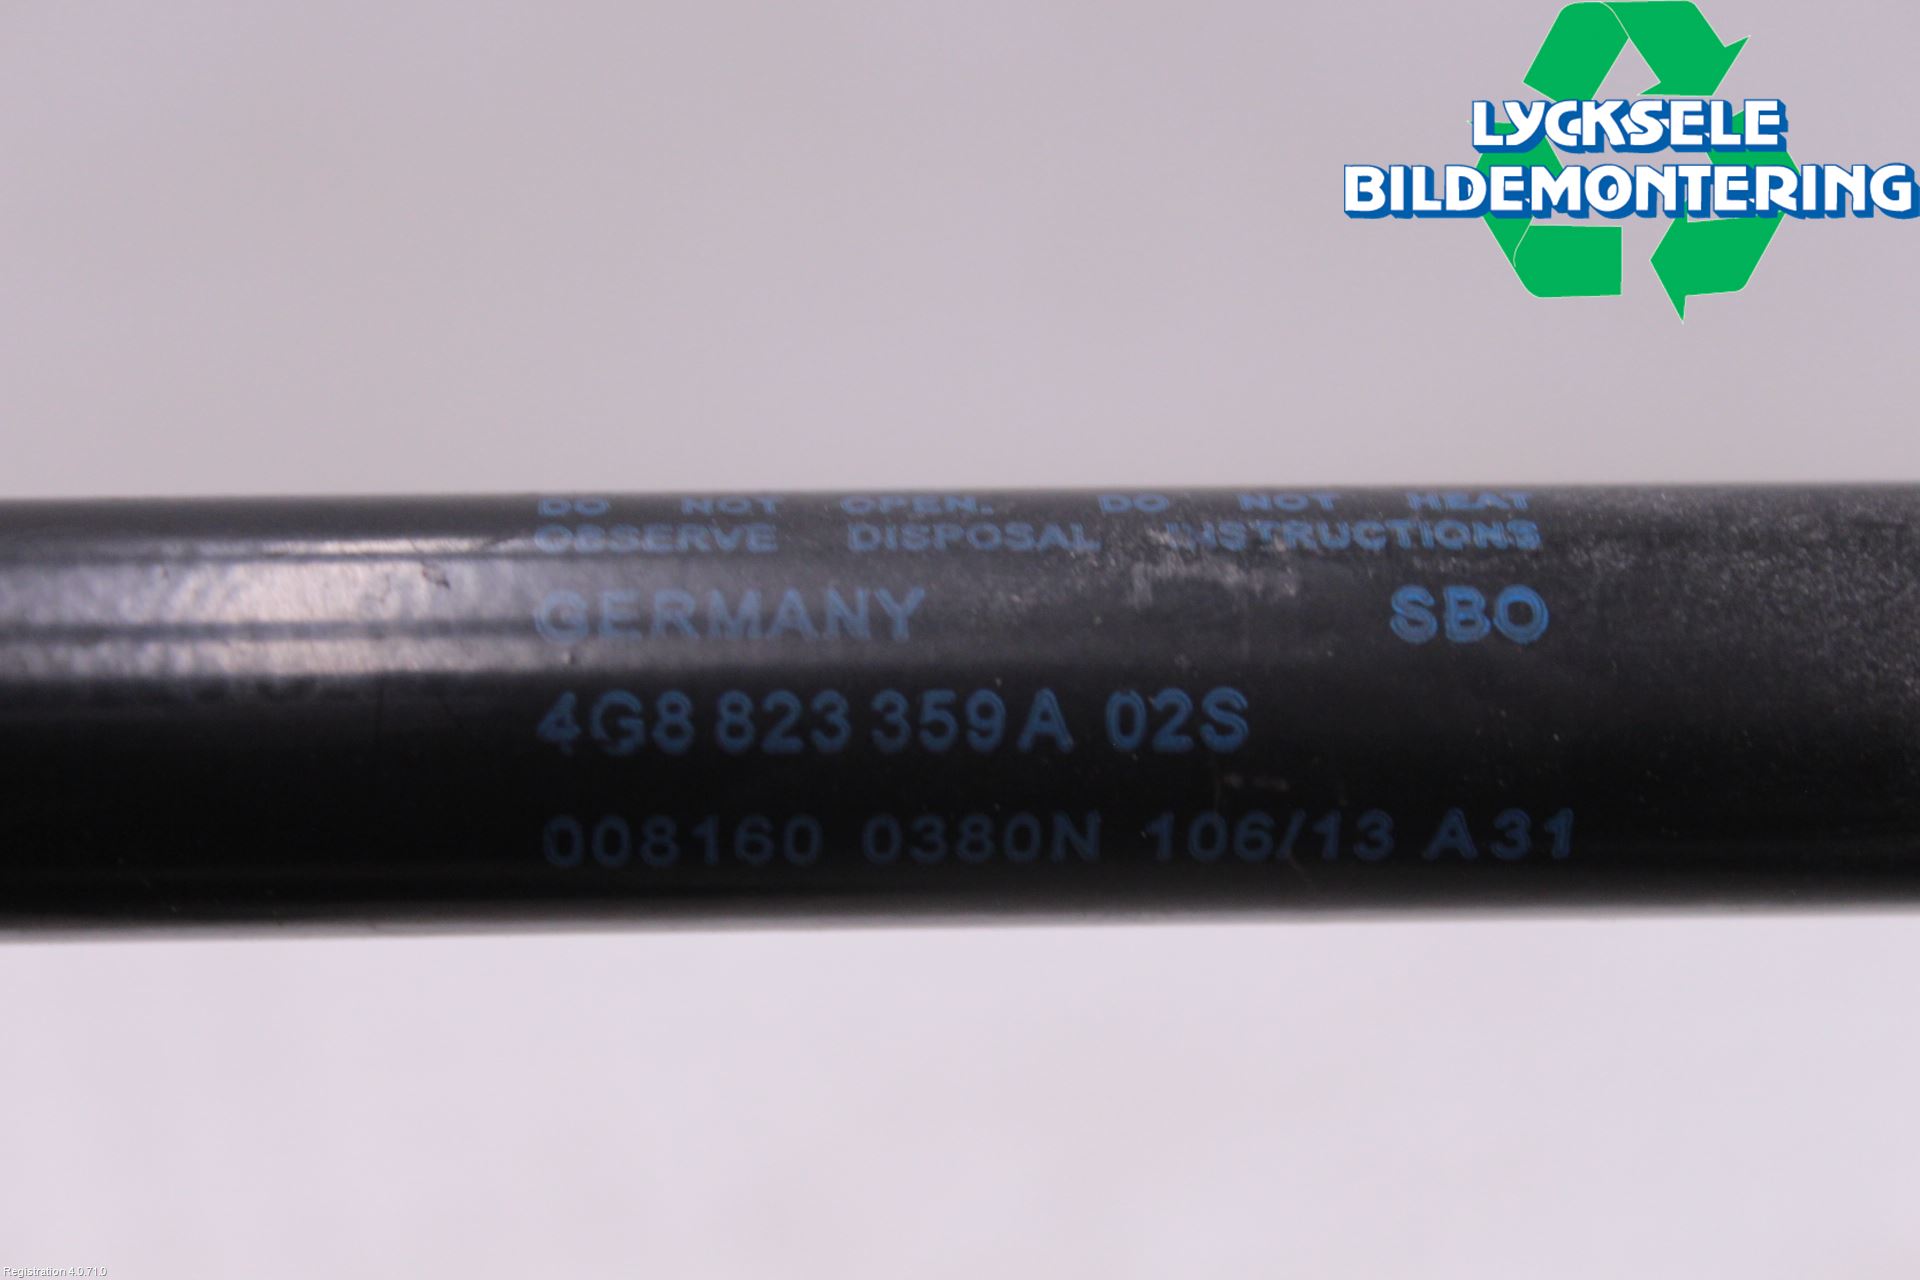 LYCKSELE
BILDEMONTERING
DO NOT OPEN. DO NOT HEAT
OBSERVE DISPOSAL INSTRUCTIONS
GERMANY SBO
4G8 823 359 A 02S
008160 0380N 106/13 A31
Registration 4.0.71.0